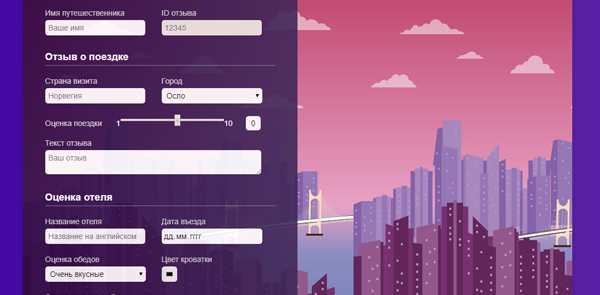 Имя путешественника ID отзыва
Ваше имя 12345
Отзыв о поездке
Страна визита Город
Норвегия Осло
Оценка поездки 1 10 0
Текст отзыва
Ваш отзыв
Оценка отеля
Название отеля Дата въезда
Название на английском дд.мм.гггг
Оценка обедов Цвет кроватки
Очень вкусные